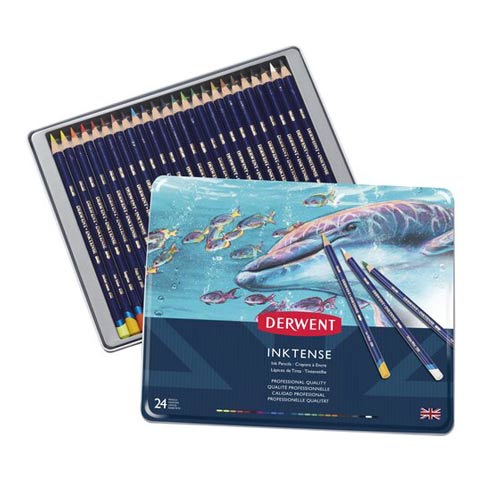 DERWENT
INKTENSE
Ink Pencils · Crayons à Encre
Lápices de Tinta · Tintenstifte
PROFESSIONAL QUALITY
QUALITÉ PROFESSIONNELLE
CALIDAD PROFESIONAL
PROFESSIONELLE QUALITÄT
24